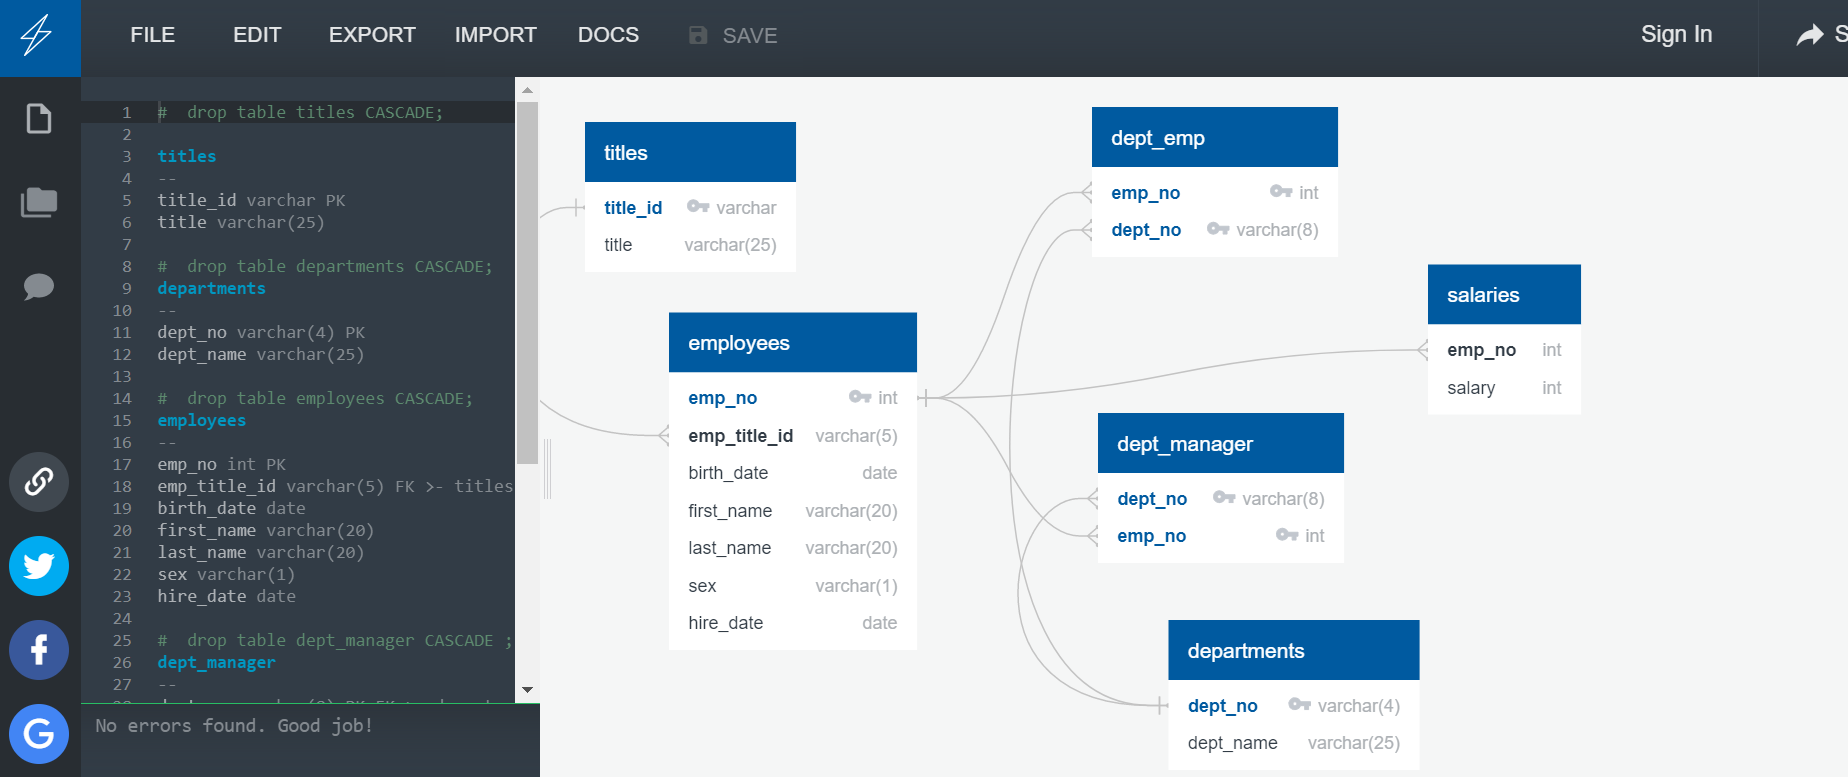 FILE EDIT EXPORT IMPORT DOCS SAVE Sign In
1 # drop table titles CASCADE;
2
3 titles
4 --
5 title_id varchar PK
6 title varchar(25)
7
8 # drop table departments CASCADE;
9 departments
10 --
11 dept_no varchar(4) PK
12 dept_name varchar(25)
13
14 # drop table employees CASCADE;
15 employees
16 --
17 emp_no int PK
18 emp_title_id varchar(5) FK >- titles
19 birth_date date
20 first_name varchar(20)
21 last_name varchar(20)
22 sex varchar(1)
23 hire_date date
24
25 # drop table dept_manager CASCADE ;
26 dept_manager
27 --
No errors found. Good job!
titles
title_id varchar
title varchar(25)
employees
emp_no int
emp_title_id varchar(5)
birth_date date
first_name varchar(20)
last_name varchar(20)
sex varchar(1)
hire_date date
dept_emp
emp_no int
dept_no varchar(8)
salaries
emp_no int
salary int
dept_manager
dept_no varchar(8)
emp_no int
departments
dept_no varchar(4)
dept_name varchar(25)